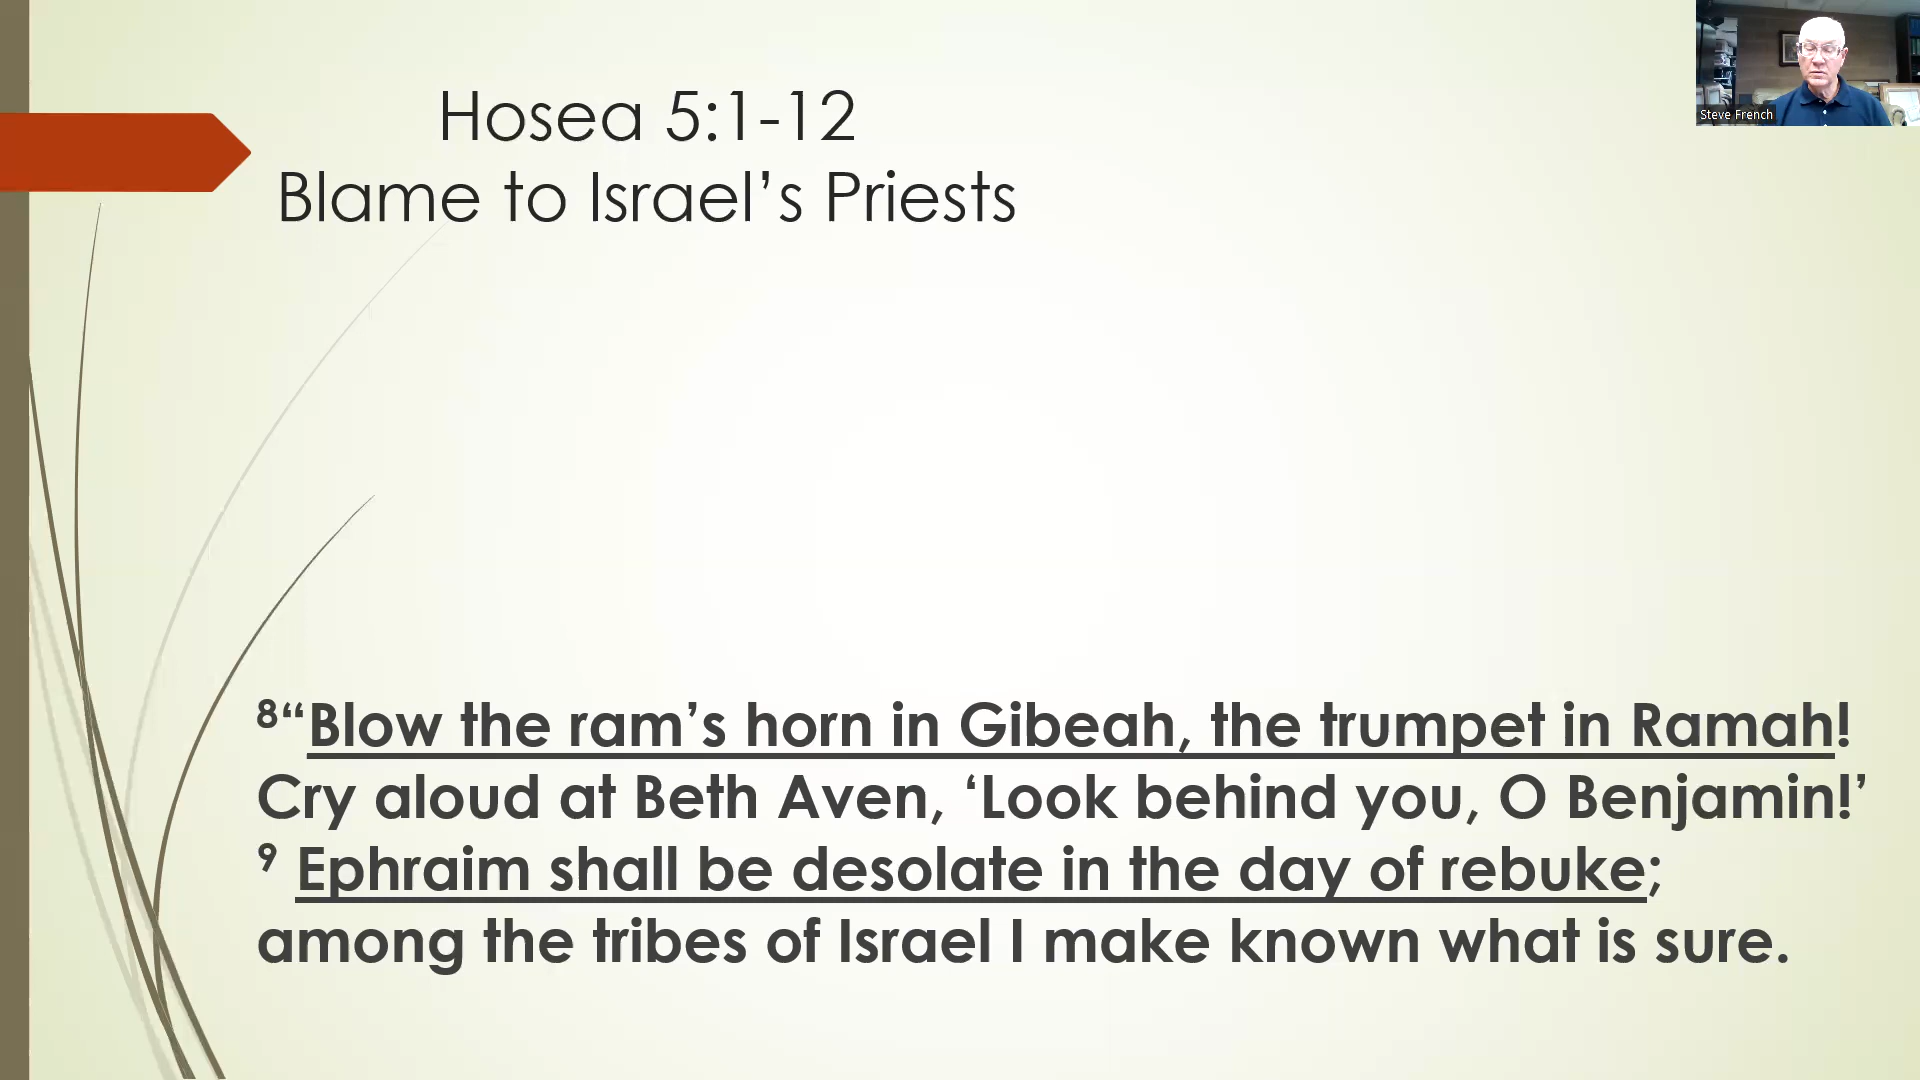 Steve French
Hosea 5:1-12
Blame to Israel’s Priests
⁸“Blow the ram’s horn in Gibeah, the trumpet in Ramah!
Cry aloud at Beth Aven, ‘Look behind you, O Benjamin!’
⁹ Ephraim shall be desolate in the day of rebuke;
among the tribes of Israel I make known what is sure.